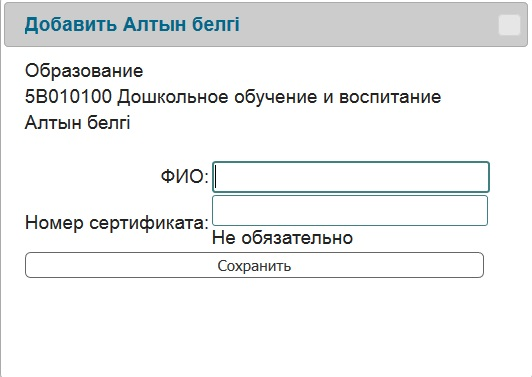 Добавить Алтын белгі
Образование
5В010100 Дошкольное обучение и воспитание
Алтын белгі
ФИО:
Номер сертификата:
Не обязательно
Сохранить